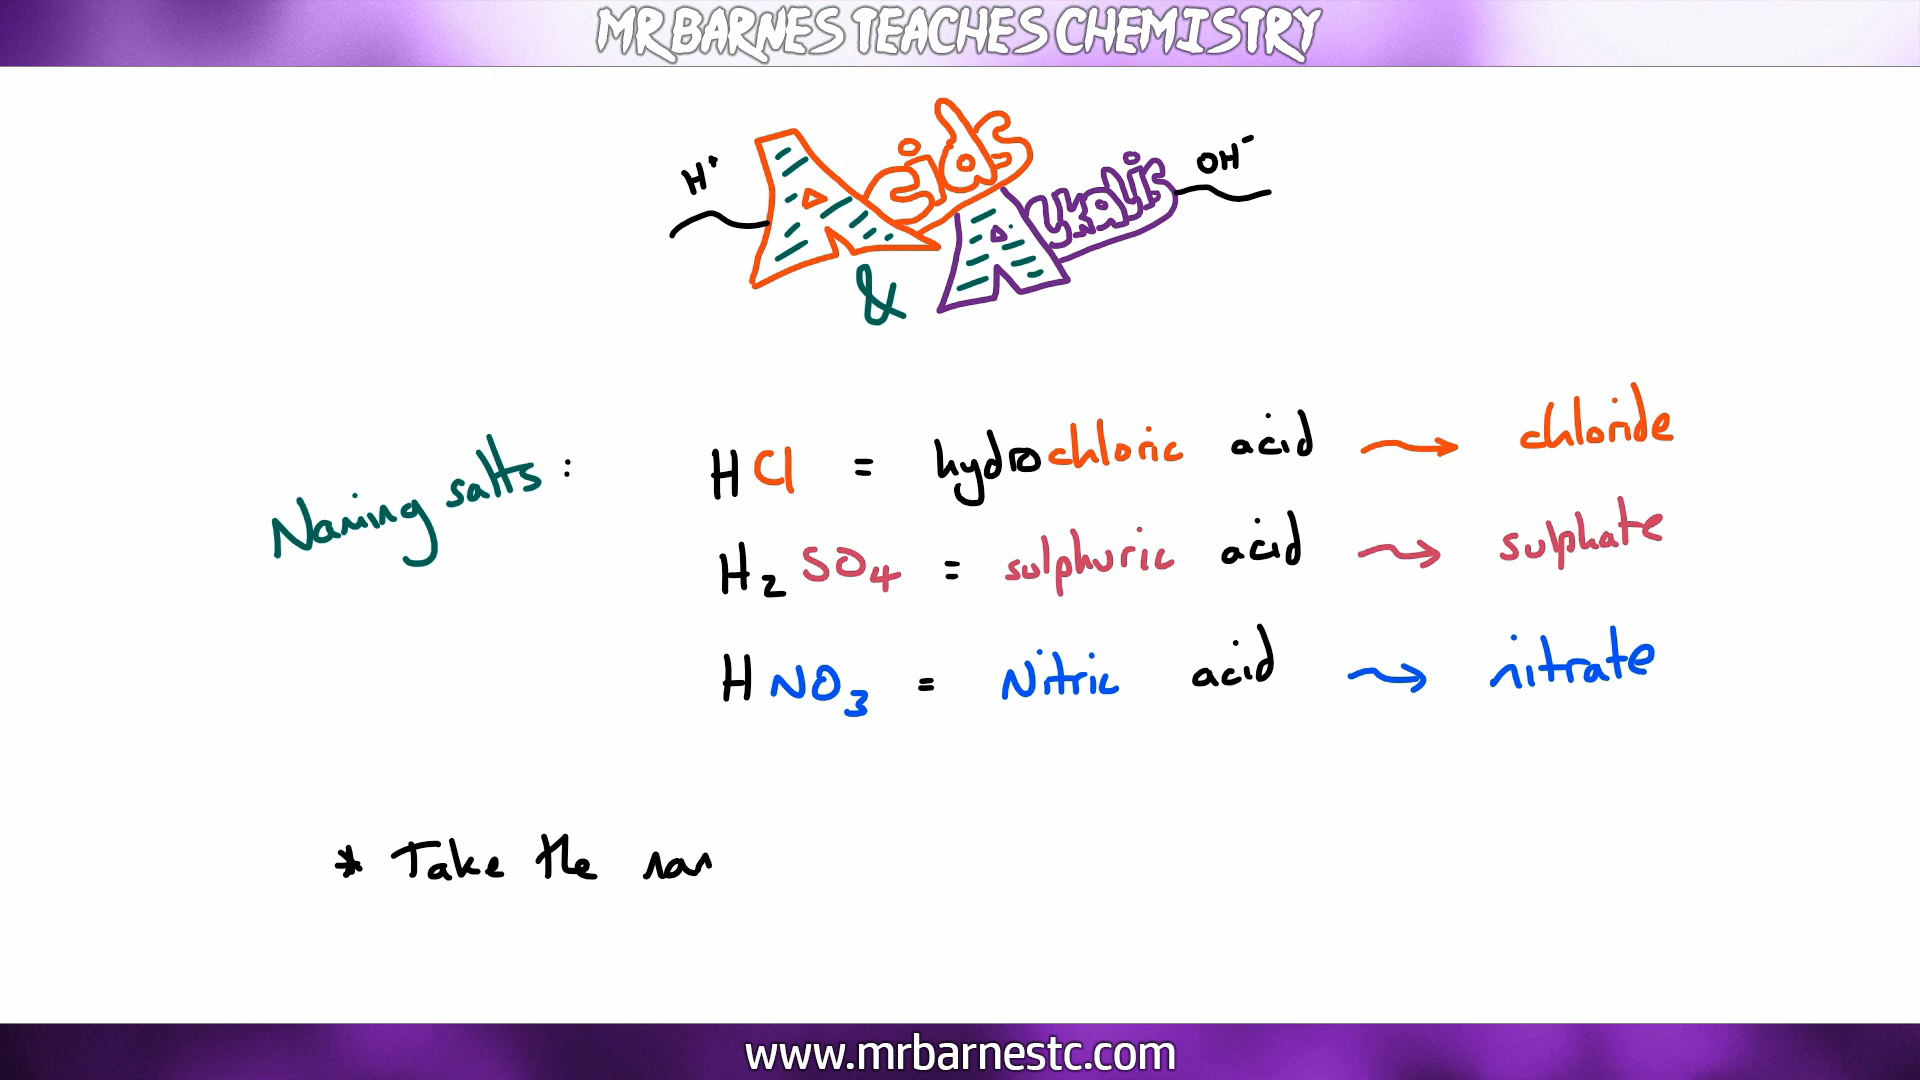 MR BARNES TEACHES CHEMISTRY
H⁺ Acids
& Alkalis OH⁻
Naming salts :
HCl = hydrochloric acid → chloride
H₂SO₄ = sulphuric acid → sulphate
HNO₃ = Nitric acid → nitrate
* Take the nam
www.mrbarnestc.com